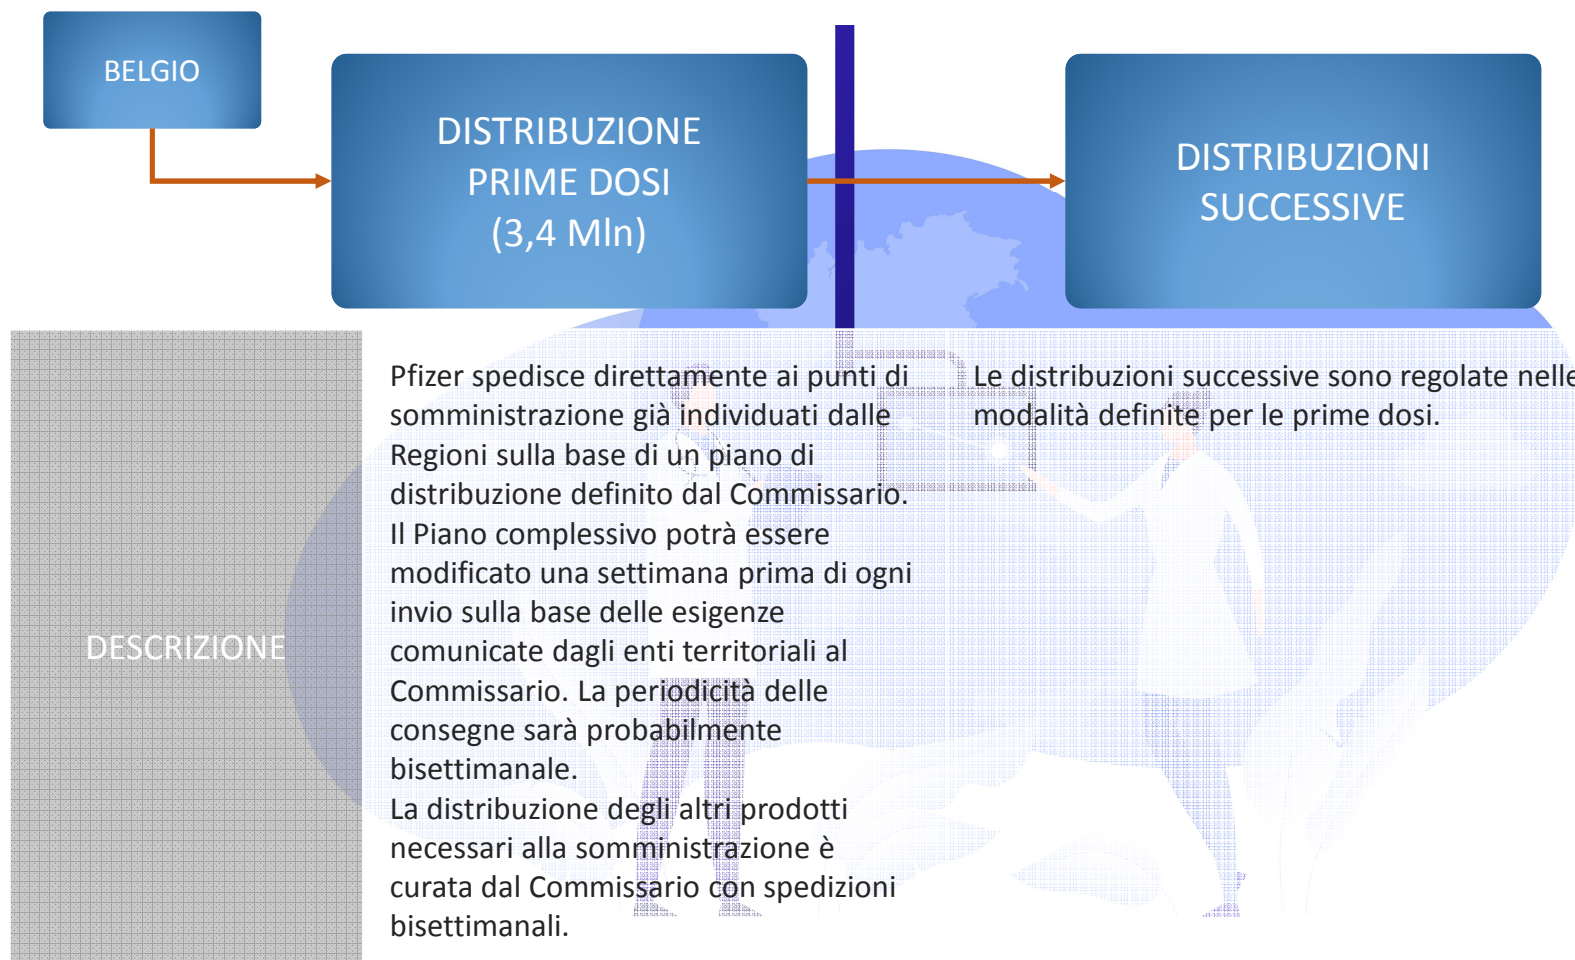 BELGIO
DISTRIBUZIONE
PRIME DOSI
(3,4 Mln)
DISTRIBUZIONI
SUCCESSIVE
DESCRIZIONE
Pfizer spedisce direttamente ai punti di
somministrazione già individuati dalle
Regioni sulla base di un piano di
distribuzione definito dal Commissario.
Il Piano complessivo potrà essere
modificato una settimana prima di ogni
invio sulla base delle esigenze
comunicate dagli enti territoriali al
Commissario. La periodicità delle
consegne sarà probabilmente
bisettimanale.
La distribuzione degli altri prodotti
necessari alla somministrazione è
curata dal Commissario con spedizioni
bisettimanali.
Le distribuzioni successive sono regolate nelle
modalità definite per le prime dosi.